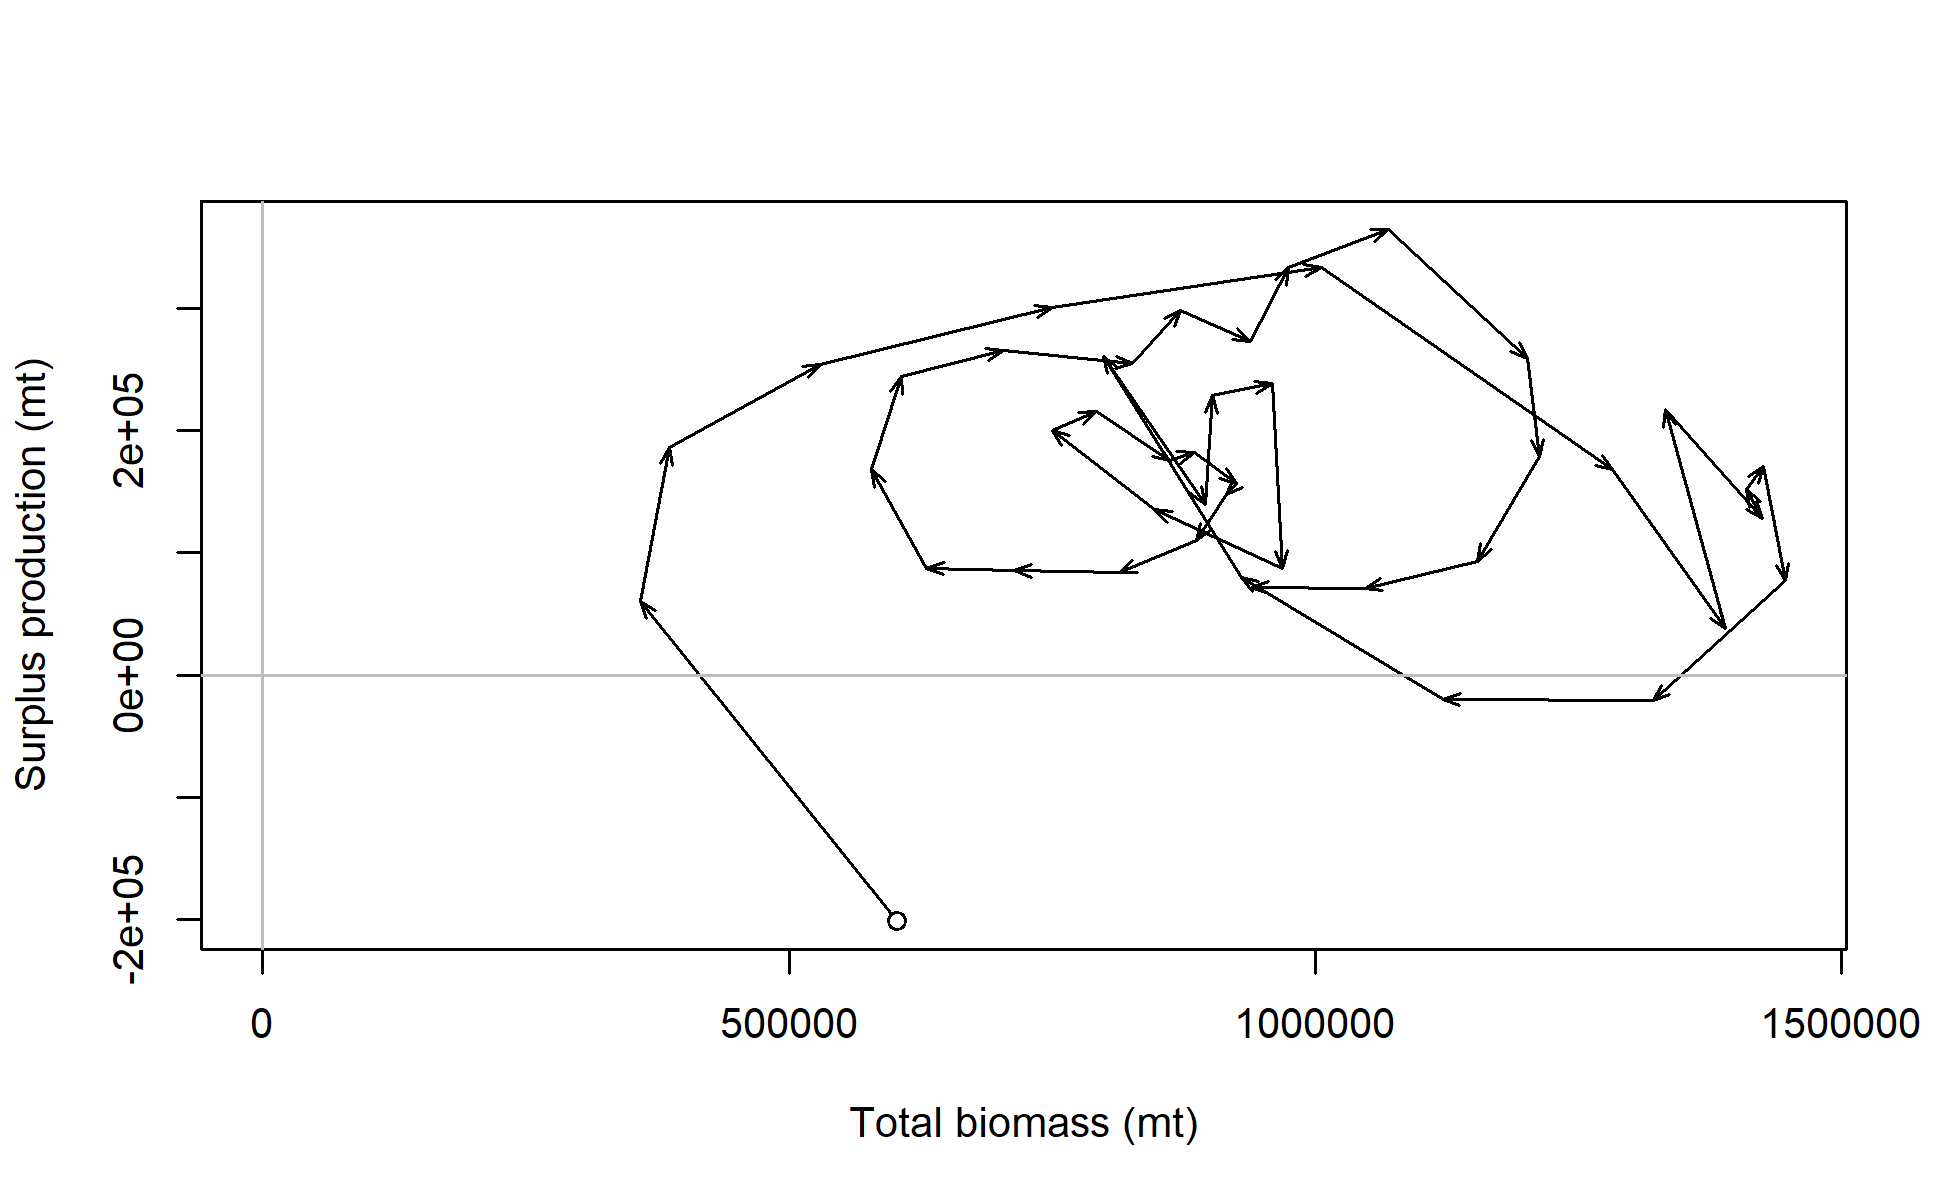 Surplus production (mt)
2e+05
0e+00
-2e+05
0 500000 1000000 1500000
Total biomass (mt)